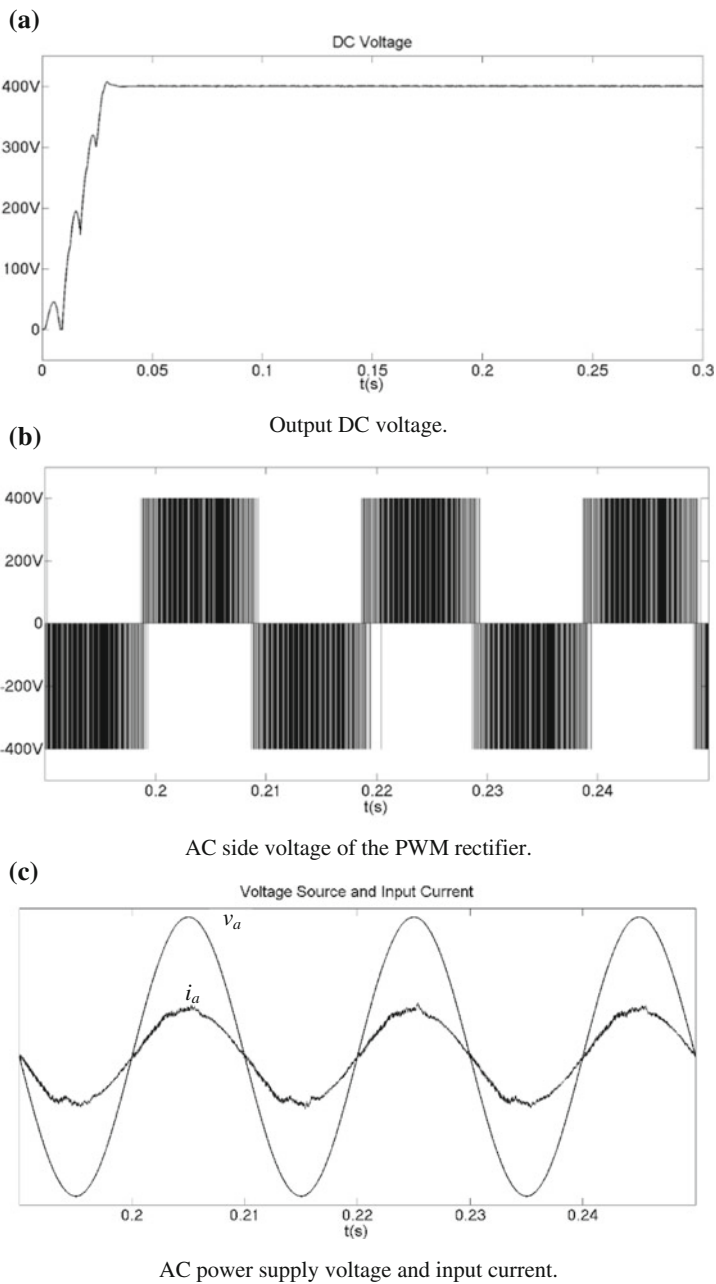 (a)
DC Voltage
400V
300V
200V
100V
0
0 0.05 0.1 0.15 0.2 0.25 0.3
t(s)
Output DC voltage.
(b)
400V
200V
0
-200V
-400V
0.2 0.21 0.22 0.23 0.24
t(s)
AC side voltage of the PWM rectifier.
(c)
Voltage Source and Input Current
va
ia
0.2 0.21 0.22 0.23 0.24
t(s)
AC power supply voltage and input current.